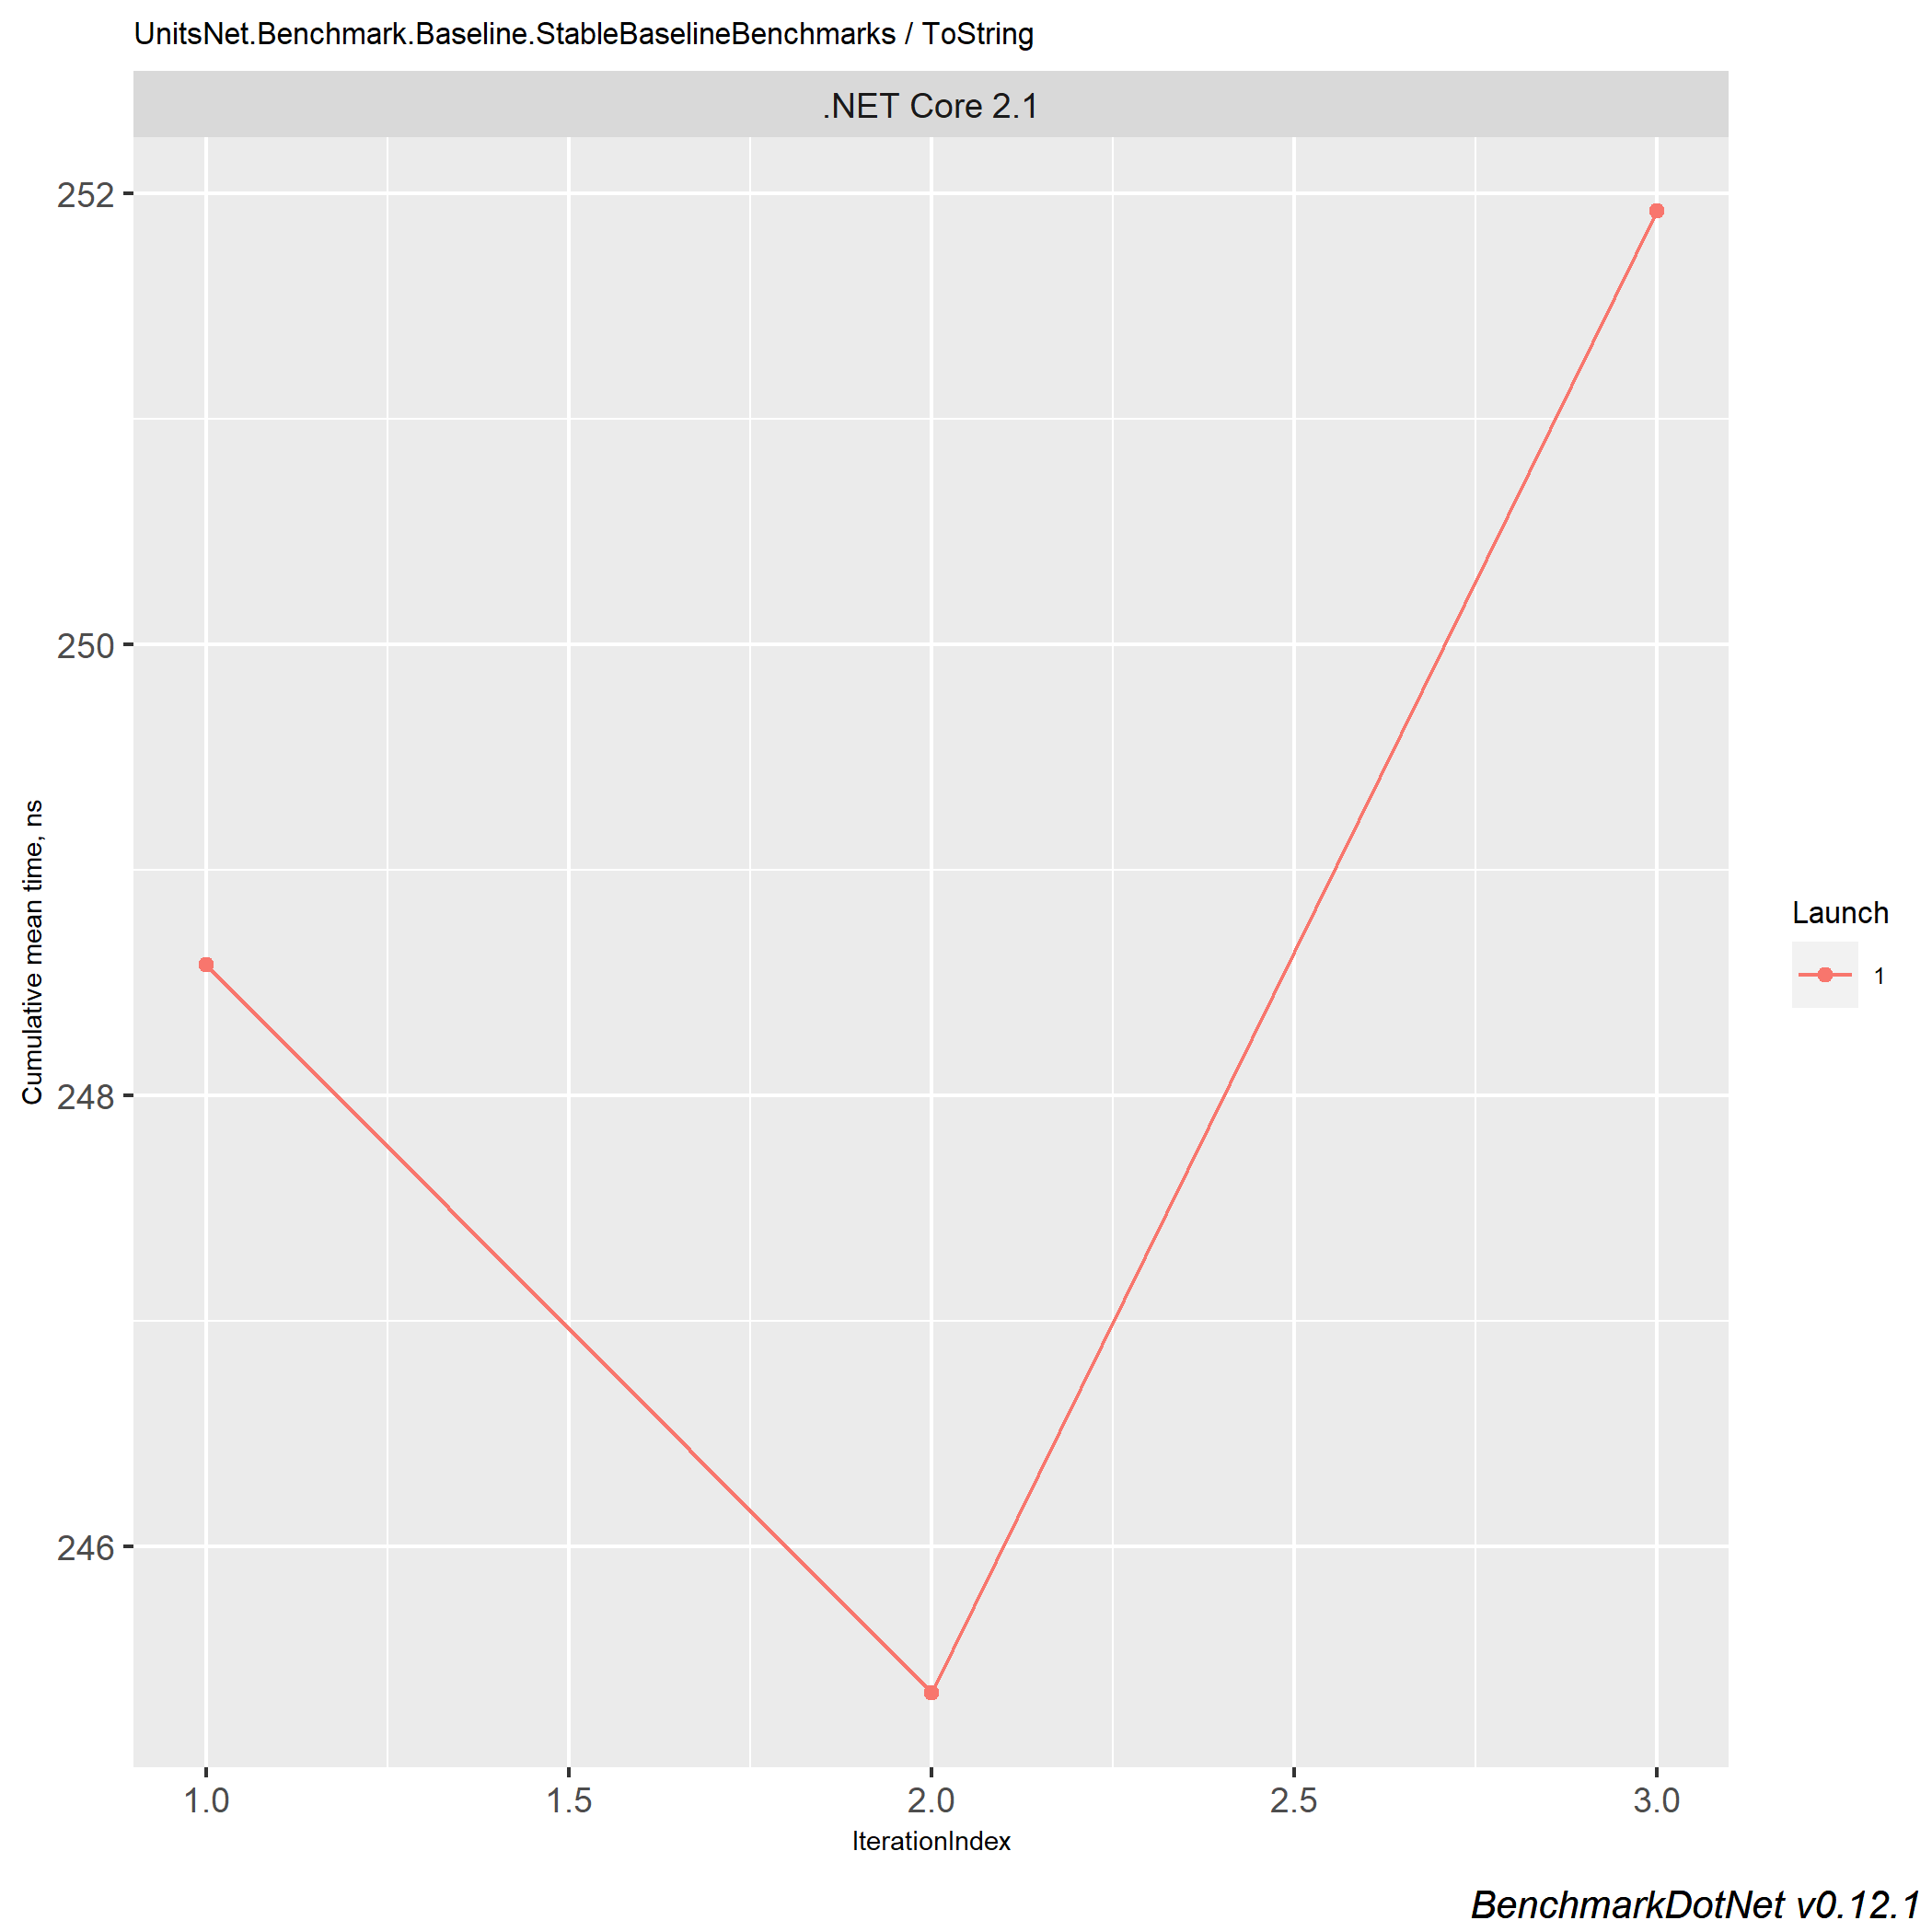 UnitsNet.Benchmark.Baseline.StableBaselineBenchmarks / ToString
.NET Core 2.1
252
250
248
246
Cumulative mean time, ns
1.0 1.5 2.0 2.5 3.0
IterationIndex
Launch
1
BenchmarkDotNet v0.12.1